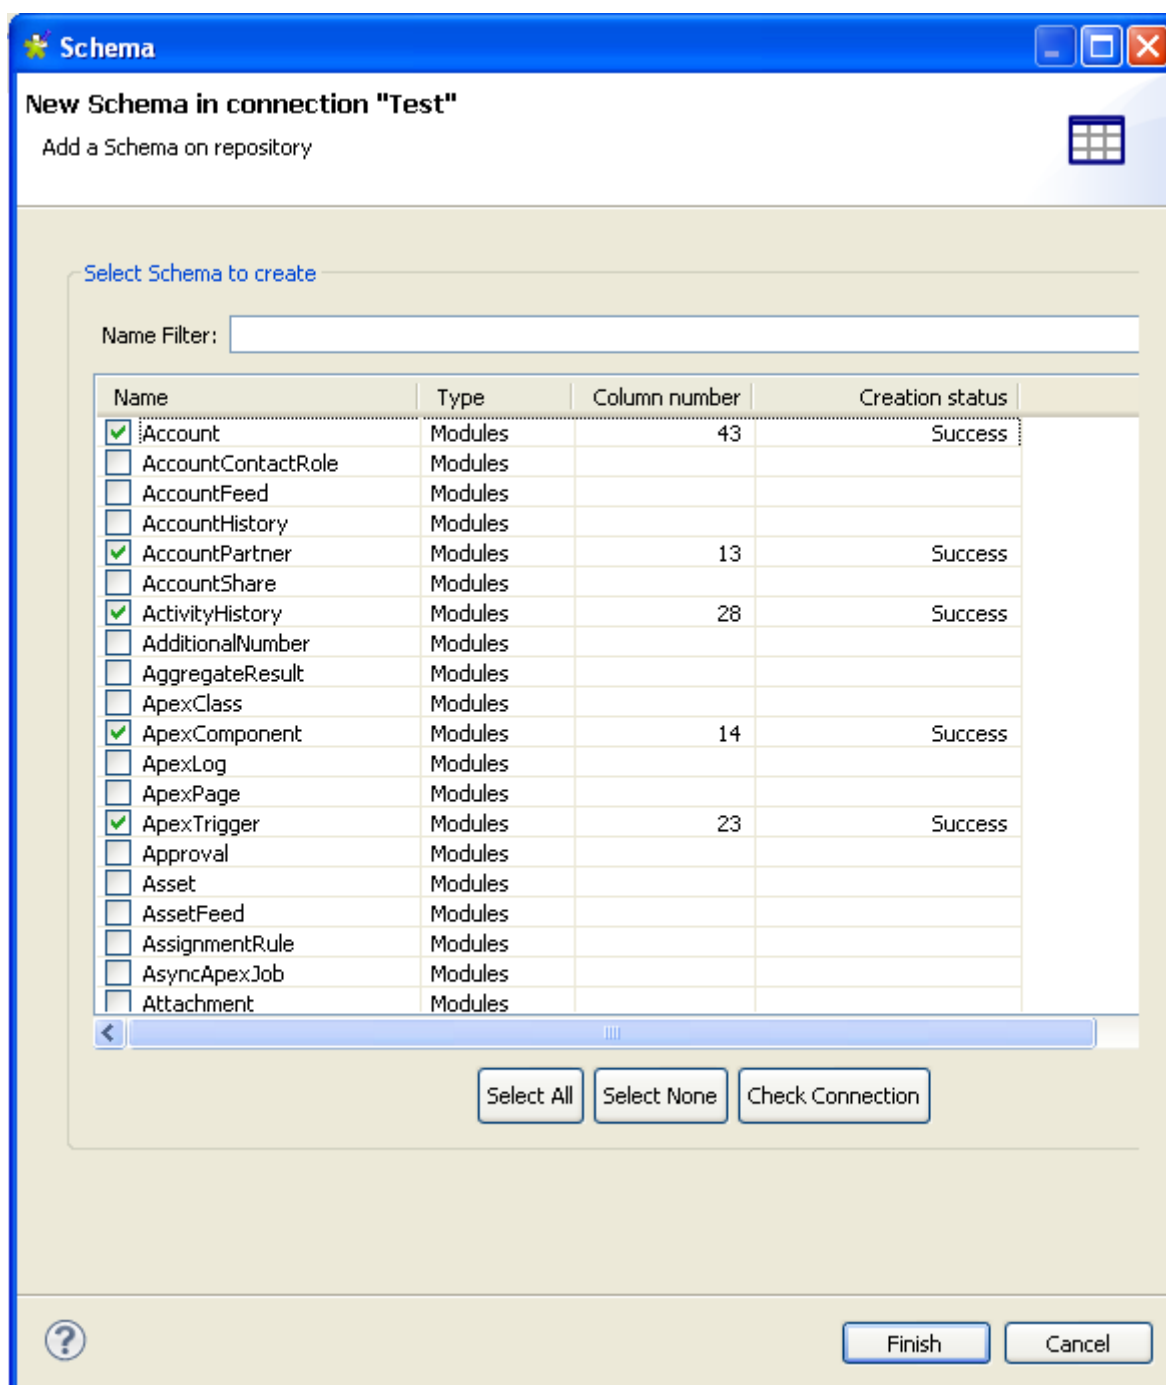 Schema
New Schema in connection "Test"
Add a Schema on repository
Select Schema to create
Name Filter:
Name Type Column number Creation status
Account Modules 43 Success
AccountContactRole Modules
AccountFeed Modules
AccountHistory Modules
AccountPartner Modules 13 Success
AccountShare Modules
ActivityHistory Modules 28 Success
AdditionalNumber Modules
AggregateResult Modules
ApexClass Modules
ApexComponent Modules 14 Success
ApexLog Modules
ApexPage Modules
ApexTrigger Modules 23 Success
Approval Modules
Asset Modules
AssetFeed Modules
AssignmentRule Modules
AsyncApexJob Modules
Attachment Modules
Select All Select None Check Connection
? Finish Cancel